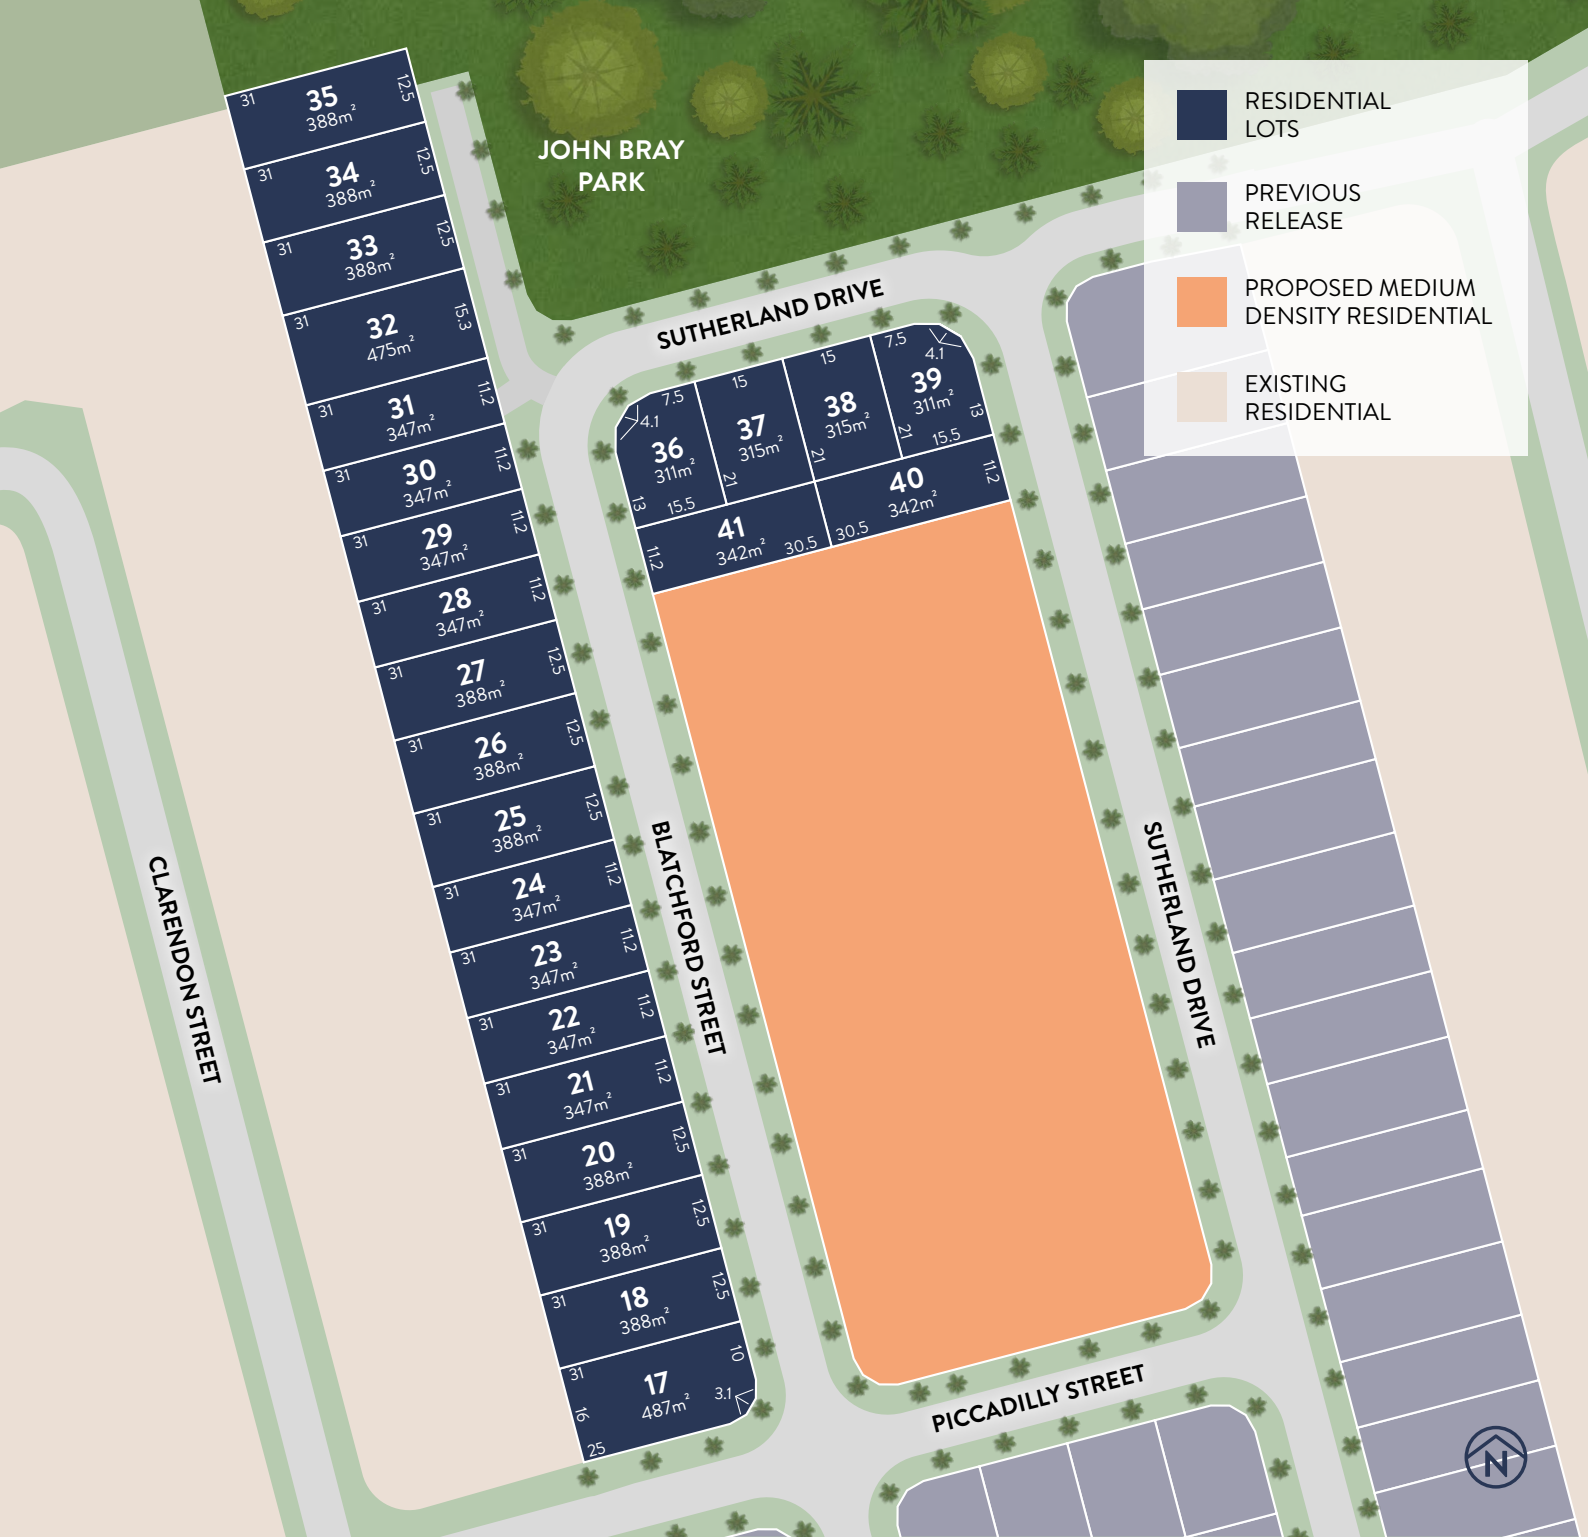 JOHN BRAY
PARK
RESIDENTIAL
LOTS
PREVIOUS
RELEASE
PROPOSED MEDIUM
DENSITY RESIDENTIAL
EXISTING
RESIDENTIAL
SUTHERLAND DRIVE
31
35
388m²
12.5
31
34
388m²
12.5
31
33
388m²
12.5
31
32
475m²
15.3
31
31
347m²
11.2
31
30
347m²
11.2
31
29
347m²
11.2
31
28
347m²
11.2
31
27
388m²
12.5
31
26
388m²
12.5
31
25
388m²
12.5
31
24
347m²
11.2
31
23
347m²
11.2
31
22
347m²
11.2
31
21
347m²
11.2
31
20
388m²
12.5
31
19
388m²
12.5
31
18
388m²
12.5
31
17
487m²
10
3.1
16
25
7.5
4.1
36
311m²
13
15.5
15
37
315m²
21
15
38
315m²
21
7.5
4.1
39
311m²
13
21
15.5
40
342m²
11.2
30.5
41
342m²
11.2
30.5
CLARENDON STREET
BLATCHFORD STREET
SUTHERLAND DRIVE
PICCADILLY STREET
N